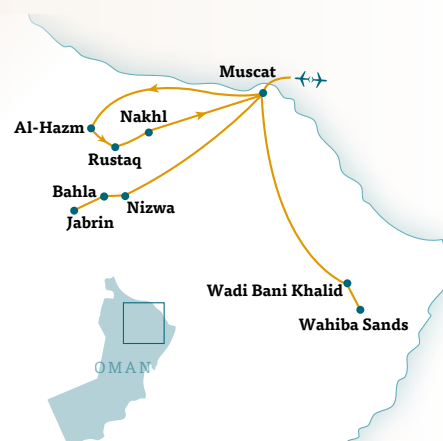 Muscat
Al-Hazm
Nakhl
Rustaq
Bahla
Nizwa
Jabrin
Wadi Bani Khalid
Wahiba Sands
OMAN